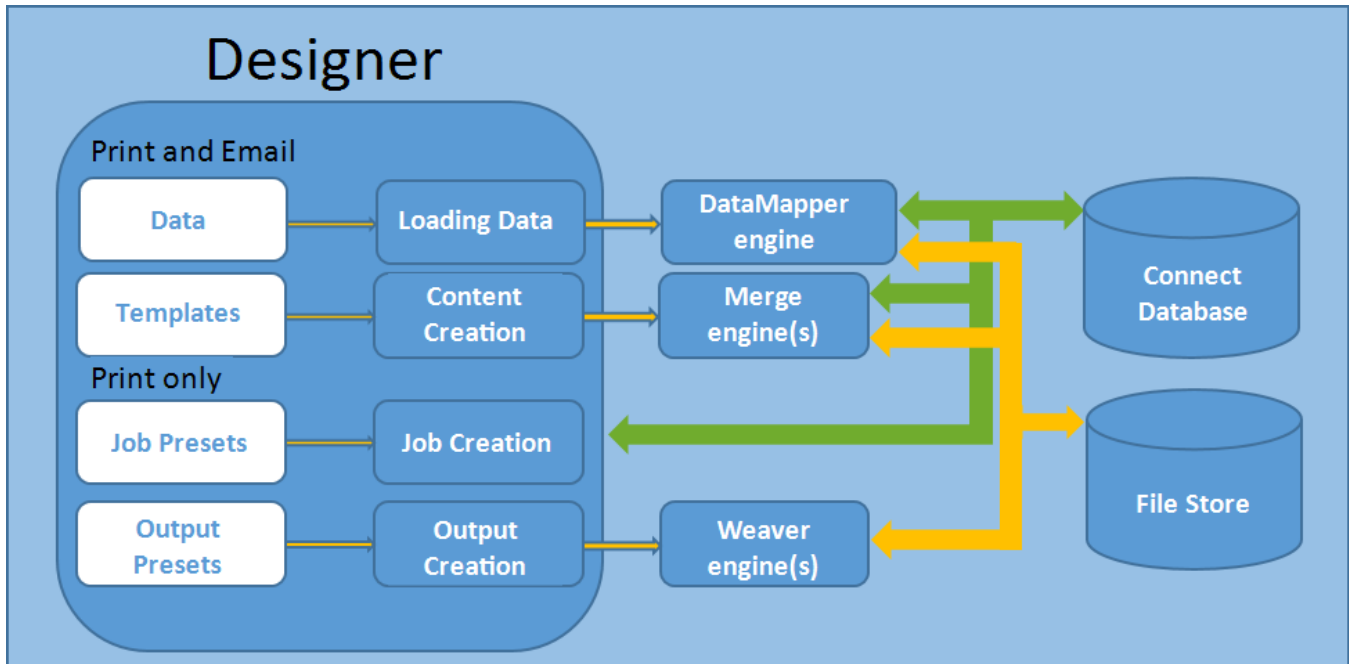 Designer
Print and Email
Data
Loading Data
DataMapper
engine
Templates
Content
Creation
Merge
engine(s)
Connect
Database
Print only
Job Presets
Job Creation
File Store
Output
Presets
Output
Creation
Weaver
engine(s)